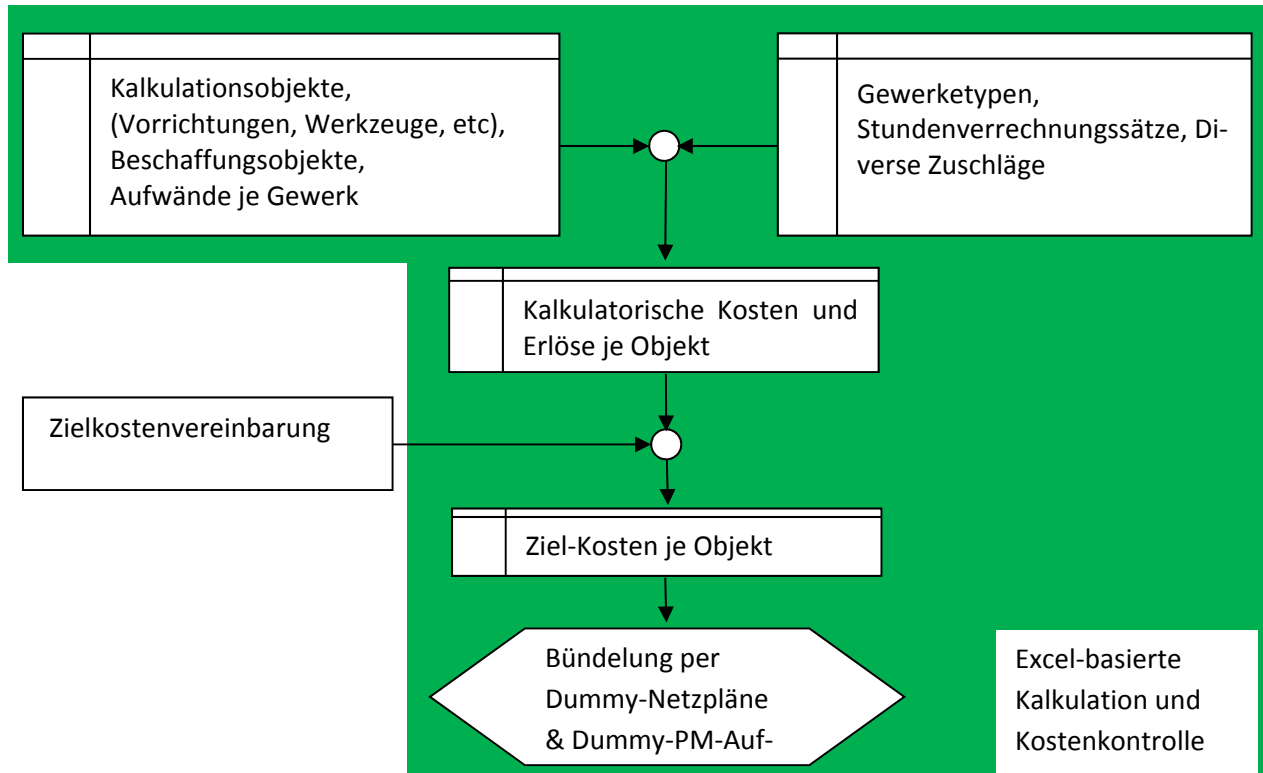 Kalkulationsobjekte,
(Vorrichtungen, Werkzeuge, etc),
Beschaffungsobjekte,
Aufwände je Gewerk
Gewerketypen,
Stundenverrechnungssätze, Di-
verse Zuschläge
Kalkulatorische Kosten und
Erlöse je Objekt
Zielkostenvereinbarung
Ziel-Kosten je Objekt
Bündelung per
Dummy-Netzpläne
& Dummy-PM-Auf-
Excel-basierte
Kalkulation und
Kostenkontrolle